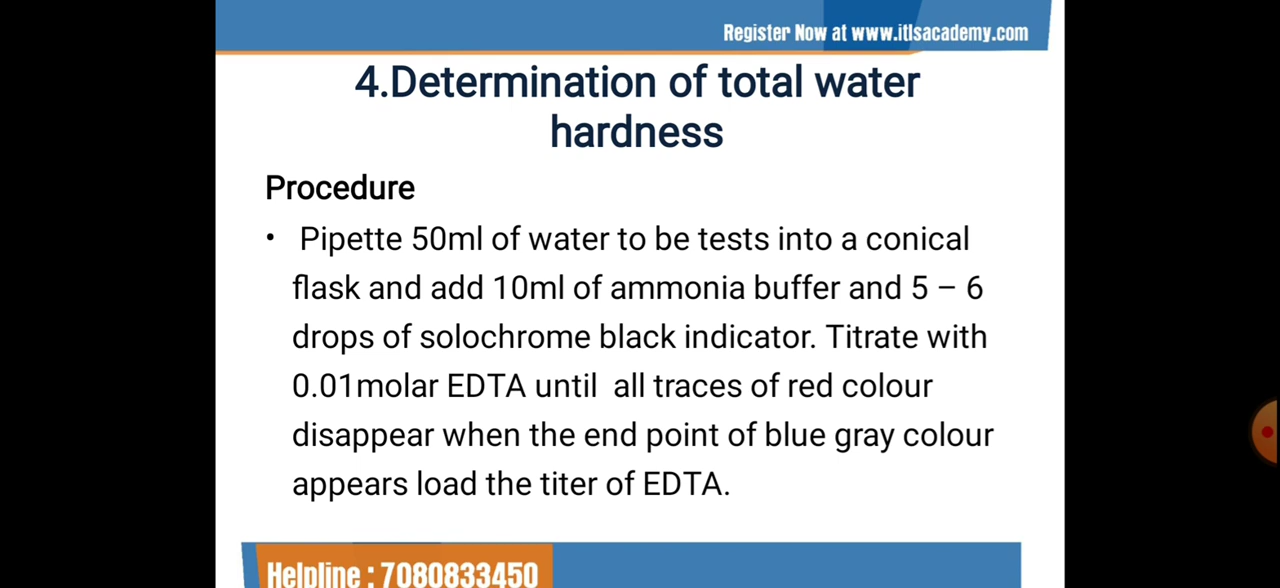 Register Now at www.itlsacademy.com
4.Determination of total water
hardness
Procedure
• Pipette 50ml of water to be tests into a conical
flask and add 10ml of ammonia buffer and 5 – 6
drops of solochrome black indicator. Titrate with
0.01molar EDTA until all traces of red colour
disappear when the end point of blue gray colour
appears load the titer of EDTA.
Helpline : 7080833450